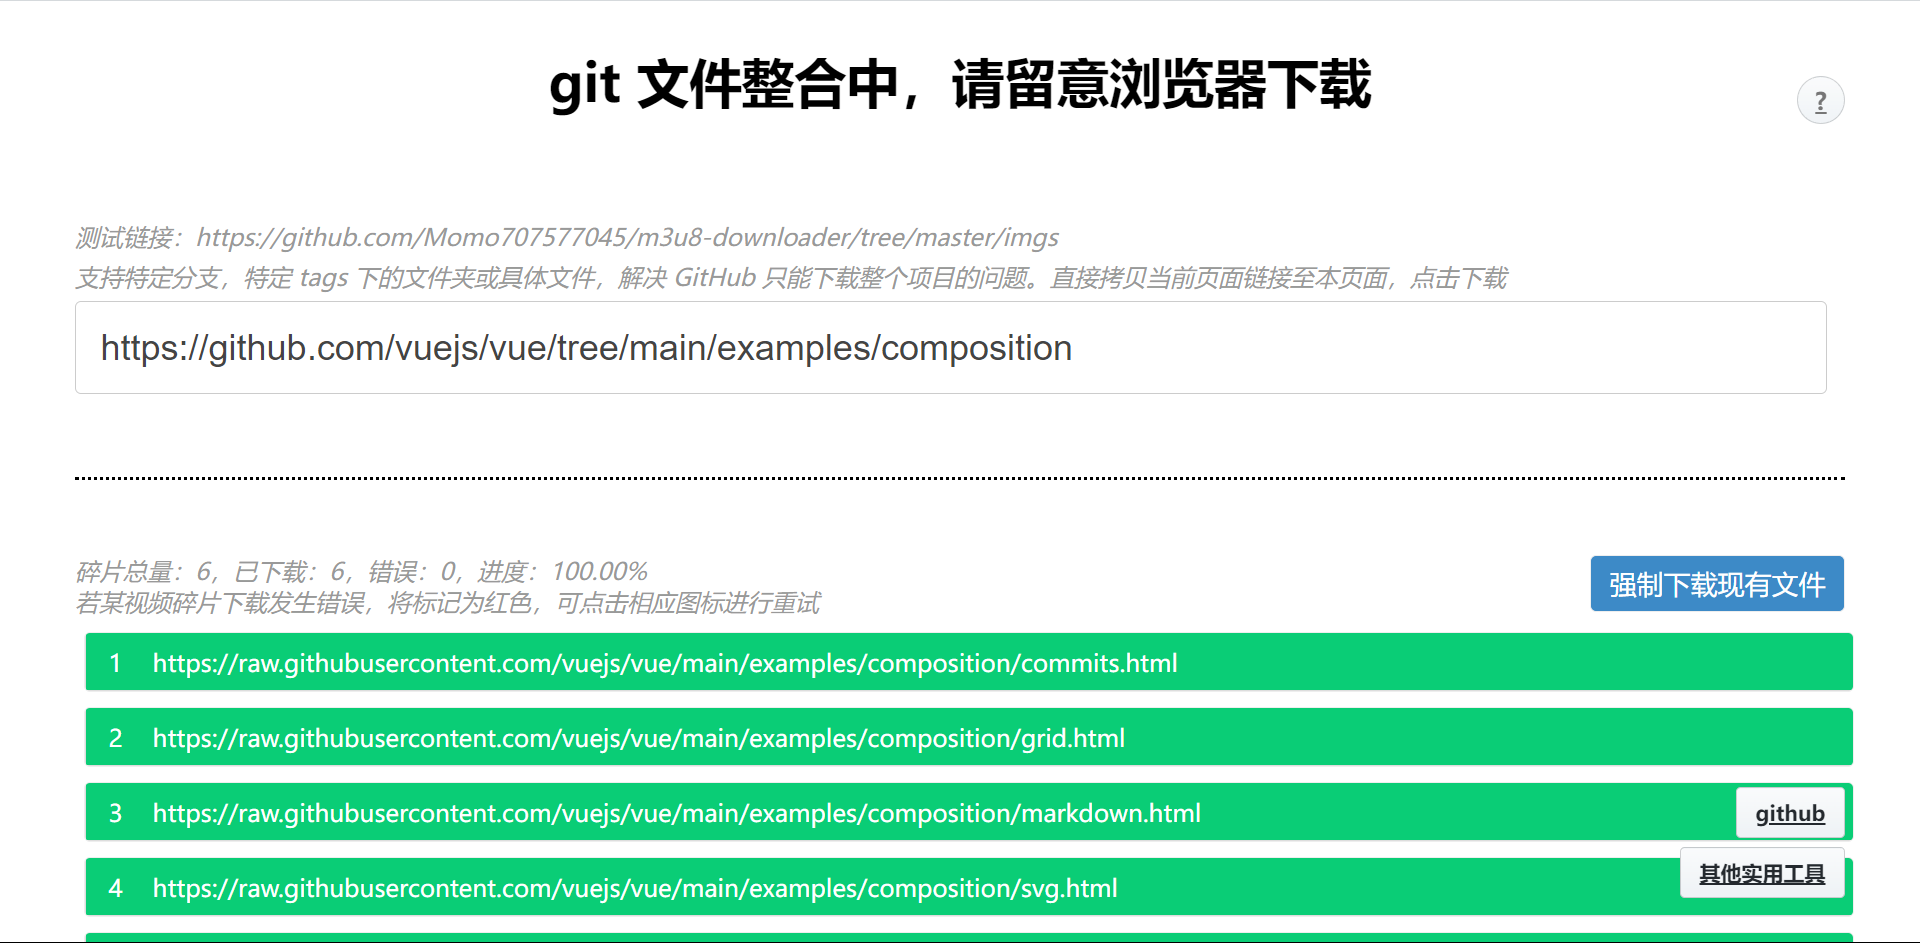 git 文件整合中，请留意浏览器下载
?
测试链接：https://github.com/Momo707577045/m3u8-downloader/tree/master/imgs
支持特定分支，特定 tags 下的文件夹或具体文件，解决 GitHub 只能下载整个项目的问题。直接拷贝当前页面链接至本页面，点击下载
https://github.com/vuejs/vue/tree/main/examples/composition
碎片总量：6，已下载：6，错误：0，进度：100.00%
若某视频碎片下载发生错误，将标记为红色，可点击相应图标进行重试
强制下载现有文件
1 https://raw.githubusercontent.com/vuejs/vue/main/examples/composition/commits.html
2 https://raw.githubusercontent.com/vuejs/vue/main/examples/composition/grid.html
3 https://raw.githubusercontent.com/vuejs/vue/main/examples/composition/markdown.html
github
4 https://raw.githubusercontent.com/vuejs/vue/main/examples/composition/svg.html
其他实用工具